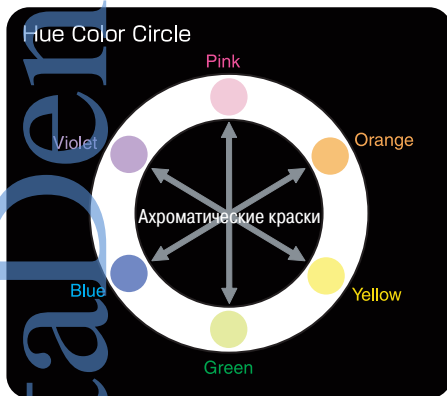 Hue Color Circle
Pink
Violet
Orange
Ахроматические краски
Blue
Yellow
Green